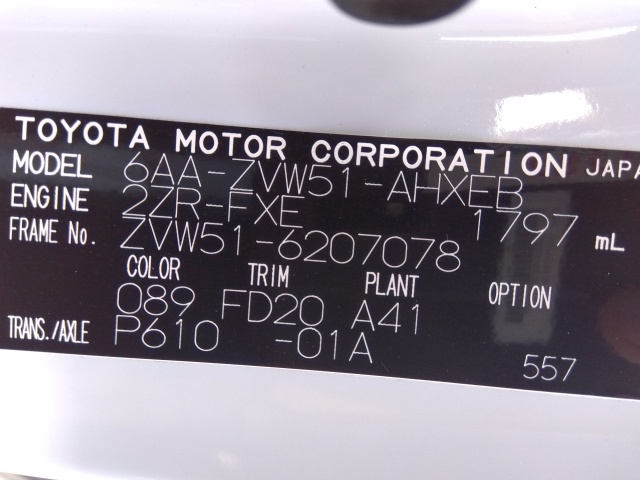 TOYOTA MOTOR CORPORATION JAPA
MODEL 6AA-ZVW51-AHXEB
ENGINE 2ZR-FXE 1797 mL
FRAME No. ZVW51-6207078
COLOR TRIM PLANT OPTION
089 FD20 A41
TRANS./AXLE P610 -01A
557